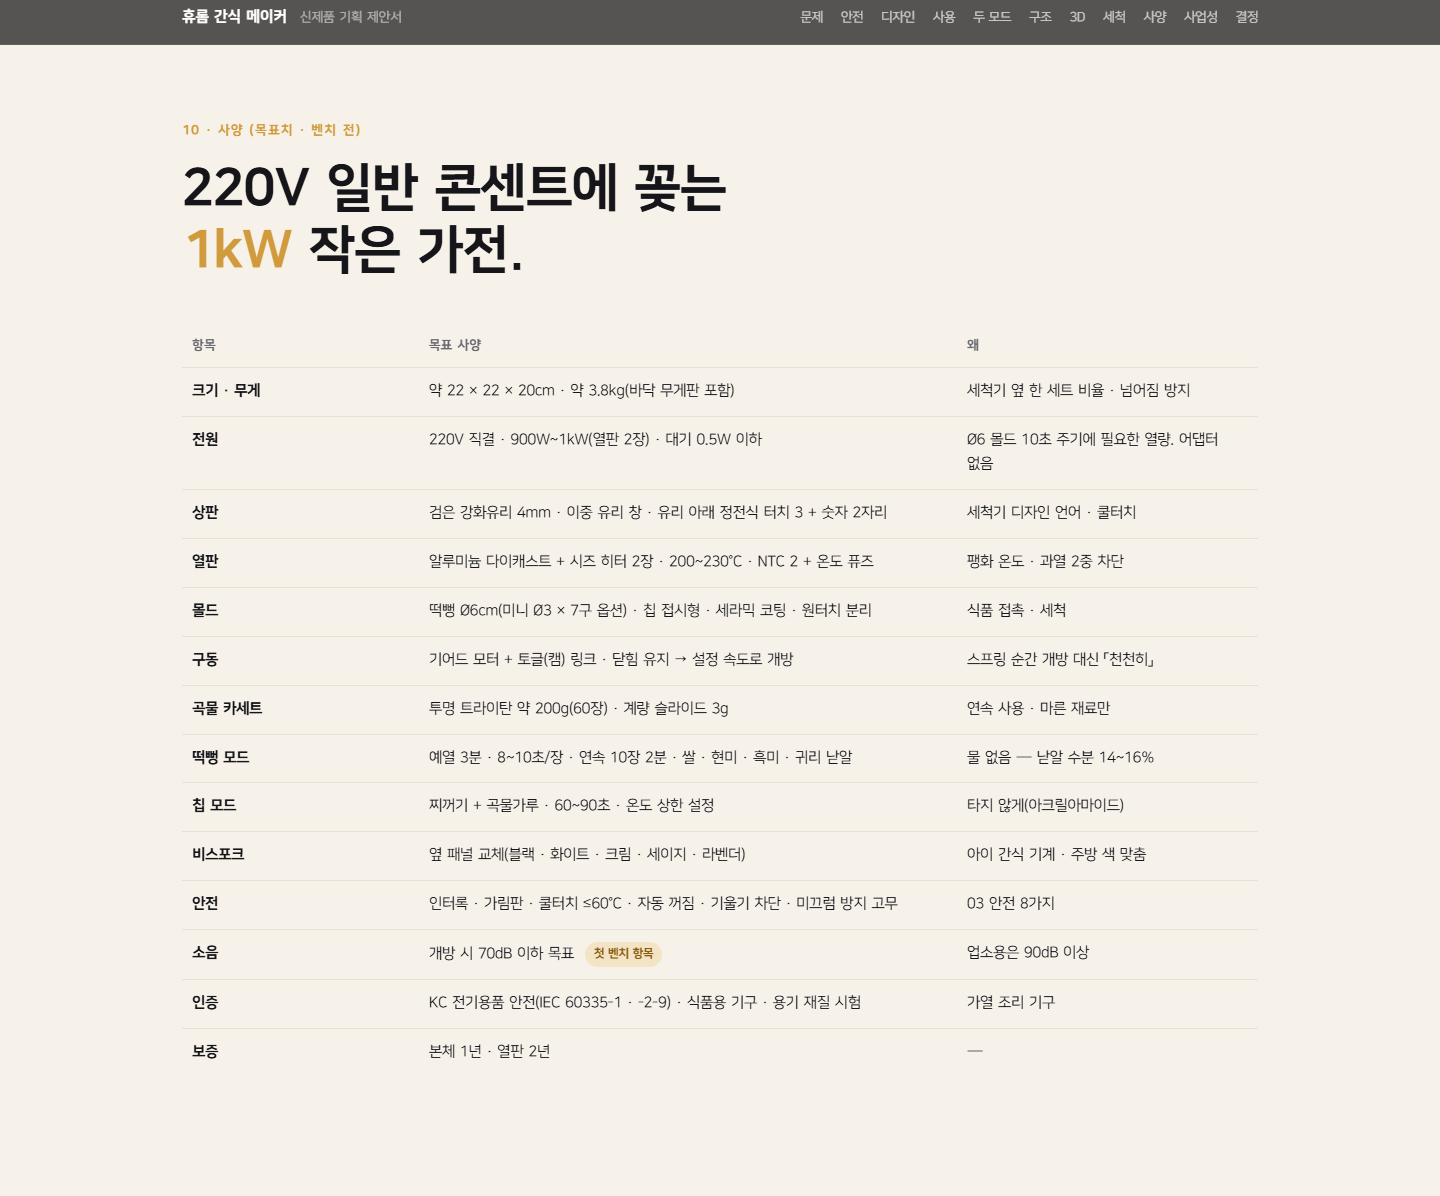 휴롬 간식 메이커 신제품 기획 제안서 문제 안전 디자인 사용 두 모드 구조 3D 세척 사양 사업성 결정
10 · 사양 (목표치 · 벤치 전)
220V 일반 콘센트에 꽂는
1kW 작은 가전.
항목 목표 사양 왜
크기 · 무게 약 22 × 22 × 20cm · 약 3.8kg(바닥 무게판 포함) 세척기 옆 한 세트 비율 · 넘어짐 방지
전원 220V 직결 · 900W~1kW(열판 2장) · 대기 0.5W 이하 Ø6 몰드 10초 주기에 필요한 열량. 어댑터
없음
상판 검은 강화유리 4mm · 이중 유리 창 · 유리 아래 정전식 터치 3 + 숫자 2자리 세척기 디자인 언어 · 쿨터치
열판 알루미늄 다이캐스트 + 시즈 히터 2장 · 200~230°C · NTC 2 + 온도 퓨즈 팽화 온도 · 과열 2중 차단
몰드 떡뻥 Ø6cm(미니 Ø3 × 7구 옵션) · 칩 접시형 · 세라믹 코팅 · 원터치 분리 식품 접촉 · 세척
구동 기어드 모터 + 토글(캠) 링크 · 닫힘 유지 → 설정 속도로 개방 스프링 순간 개방 대신 「천천히」
곡물 카세트 투명 트라이탄 약 200g(60장) · 계량 슬라이드 3g 연속 사용 · 마른 재료만
떡뻥 모드 예열 3분 · 8~10초/장 · 연속 10장 2분 · 쌀 · 현미 · 흑미 · 귀리 낟알 물 없음 — 낟알 수분 14~16%
칩 모드 찌꺼기 + 곡물가루 · 60~90초 · 온도 상한 설정 타지 않게(아크릴아마이드)
비스포크 옆 패널 교체(블랙 · 화이트 · 크림 · 세이지 · 라벤더) 아이 간식 기계 · 주방 색 맞춤
안전 인터록 · 가림판 · 쿨터치 ≤60°C · 자동 꺼짐 · 기울기 차단 · 미끄럼 방지 고무 03 안전 8가지
소음 개방 시 70dB 이하 목표 첫 벤치 항목 업소용은 90dB 이상
인증 KC 전기용품 안전(IEC 60335-1 · -2-9) · 식품용 기구 · 용기 재질 시험 가열 조리 기구
보증 본체 1년 · 열판 2년 —